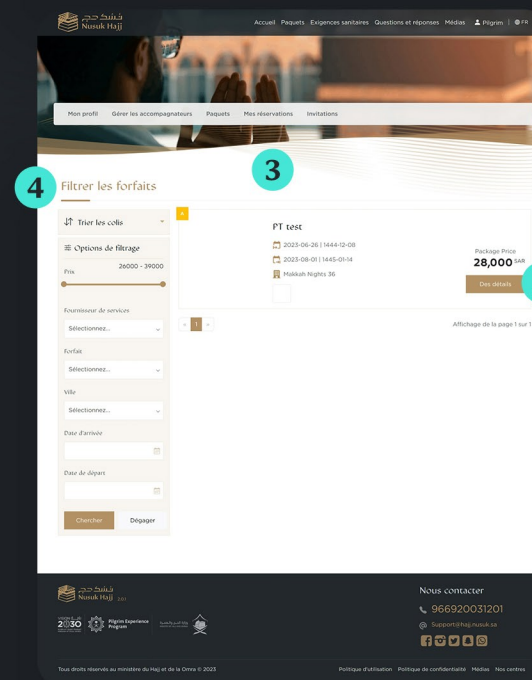 نسك حج
Nusuk Hajj
Accueil Paquets Exigences sanitaires Questions et réponses Médias Pilgrim | FR
Mon profil Gérer les accompagnateurs Paquets Mes réservations Invitations
3
4
Filtrer les forfaits
Trier les colis
Options de filtrage
Prix 26000 - 39000
Fournisseur de services
Sélectionnez...
Forfait
Sélectionnez...
Ville
Sélectionnez...
Date d'arrivée
Date de départ
Chercher Dégager
A
PT test
2023-06-26 | 1444-12-08
2023-08-01 | 1445-01-14
Makkah Nights 36
Package Price
28,000 SAR
Des détails
« 1 »
Affichage de la page 1 sur 1
نسك حج
Nusuk Hajj
2030
Pilgrim Experience
Program
Nous contacter
966920031201
Support@haj.nusuk.sa
Tous droits réservés au ministère du Hajj et de la Omra © 2023
Politique d'utilisation Politique de confidentialité Médias Nos centres